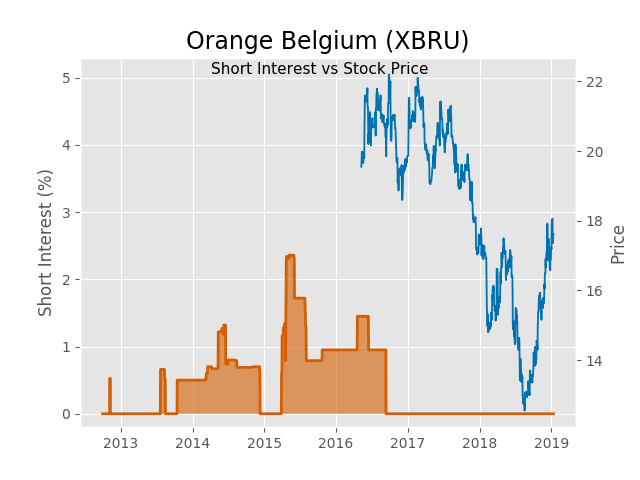 Orange Belgium (XBRU)
Short Interest vs Stock Price
Short Interest (%)
5
4
3
2
1
0
22
20
18
16
14
Price
2013 2014 2015 2016 2017 2018 2019